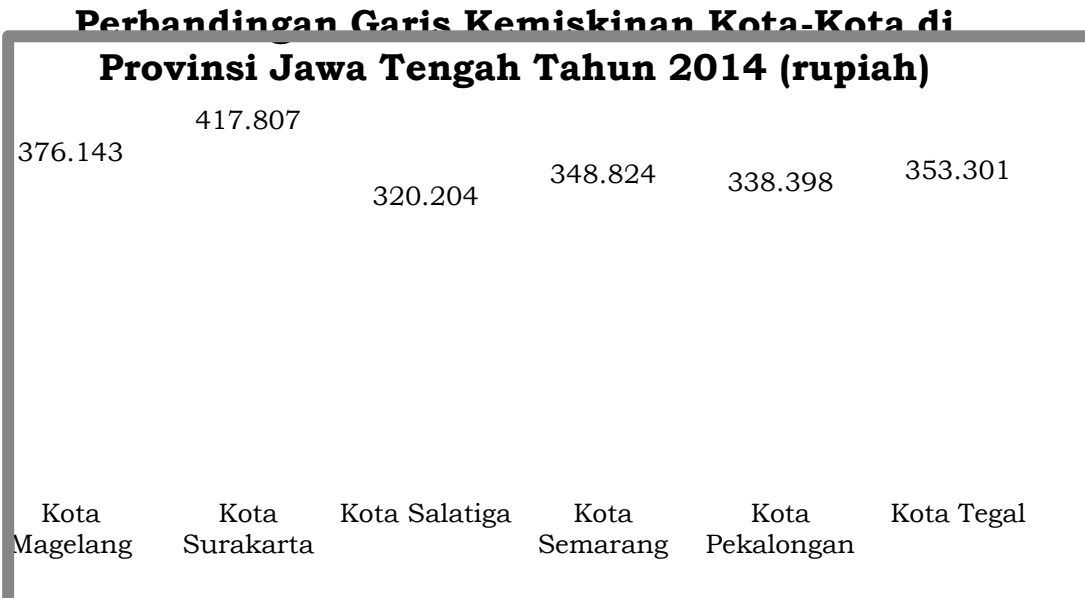 Perbandingan Garis Kemiskinan Kota-Kota di
Provinsi Jawa Tengah Tahun 2014 (rupiah)
376.143
417.807
320.204
348.824
338.398
353.301
Kota
Magelang
Kota
Surakarta
Kota Salatiga
Kota
Semarang
Kota
Pekalongan
Kota Tegal